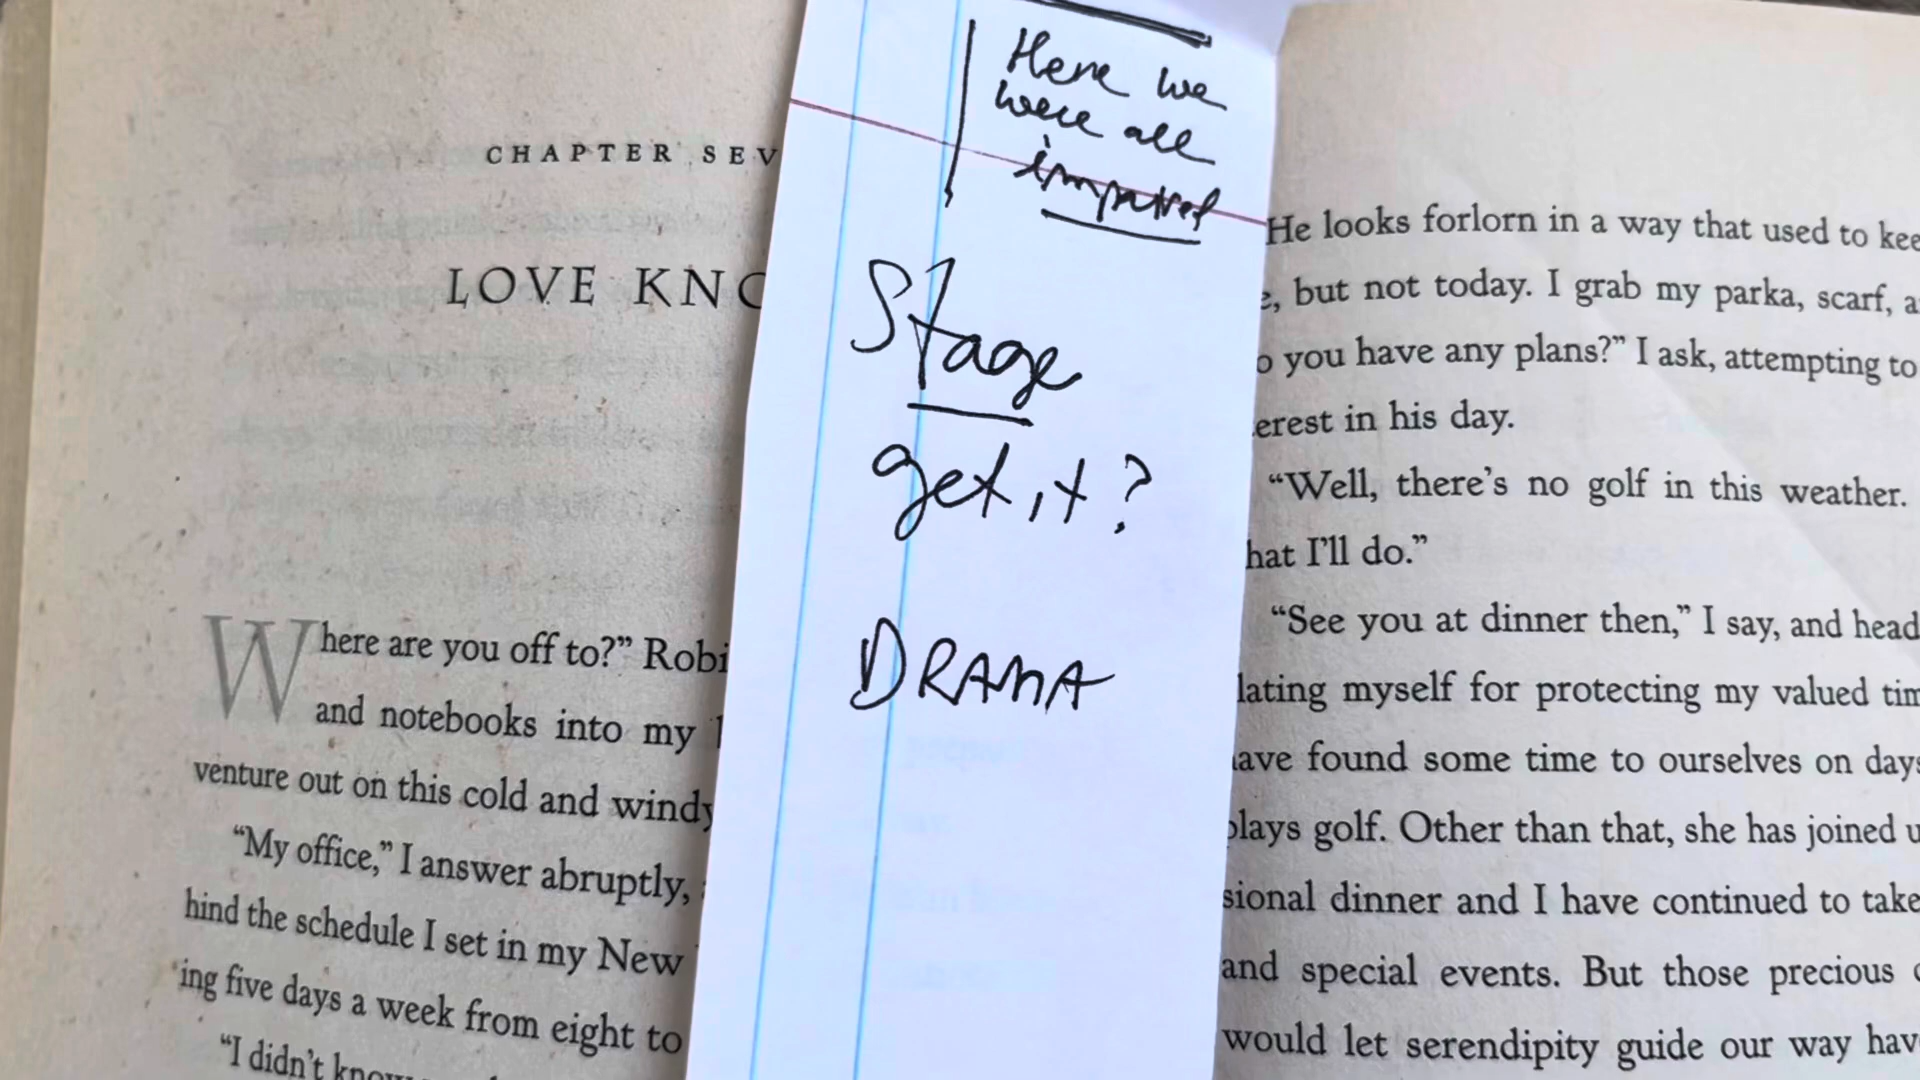 CHAPTER SEV
LOVE KNO
Where are you off to?” Robi
and notebooks into my
venture out on this cold and windy
“My office,” I answer abruptly,
hind the schedule I set in my New
ing five days a week from eight to
“I didn’t know
Here we
were all
Stage
get it?
DRAMA
He looks forlorn in a way that used to kee
e, but not today. I grab my parka, scarf, a
o you have any plans?” I ask, attempting to
erest in his day.
“Well, there’s no golf in this weather.
hat I’ll do.”
“See you at dinner then,” I say, and head
lating myself for protecting my valued tim
ave found some time to ourselves on days
plays golf. Other than that, she has joined u
sional dinner and I have continued to take
and special events. But those precious
would let serendipity guide our way hav